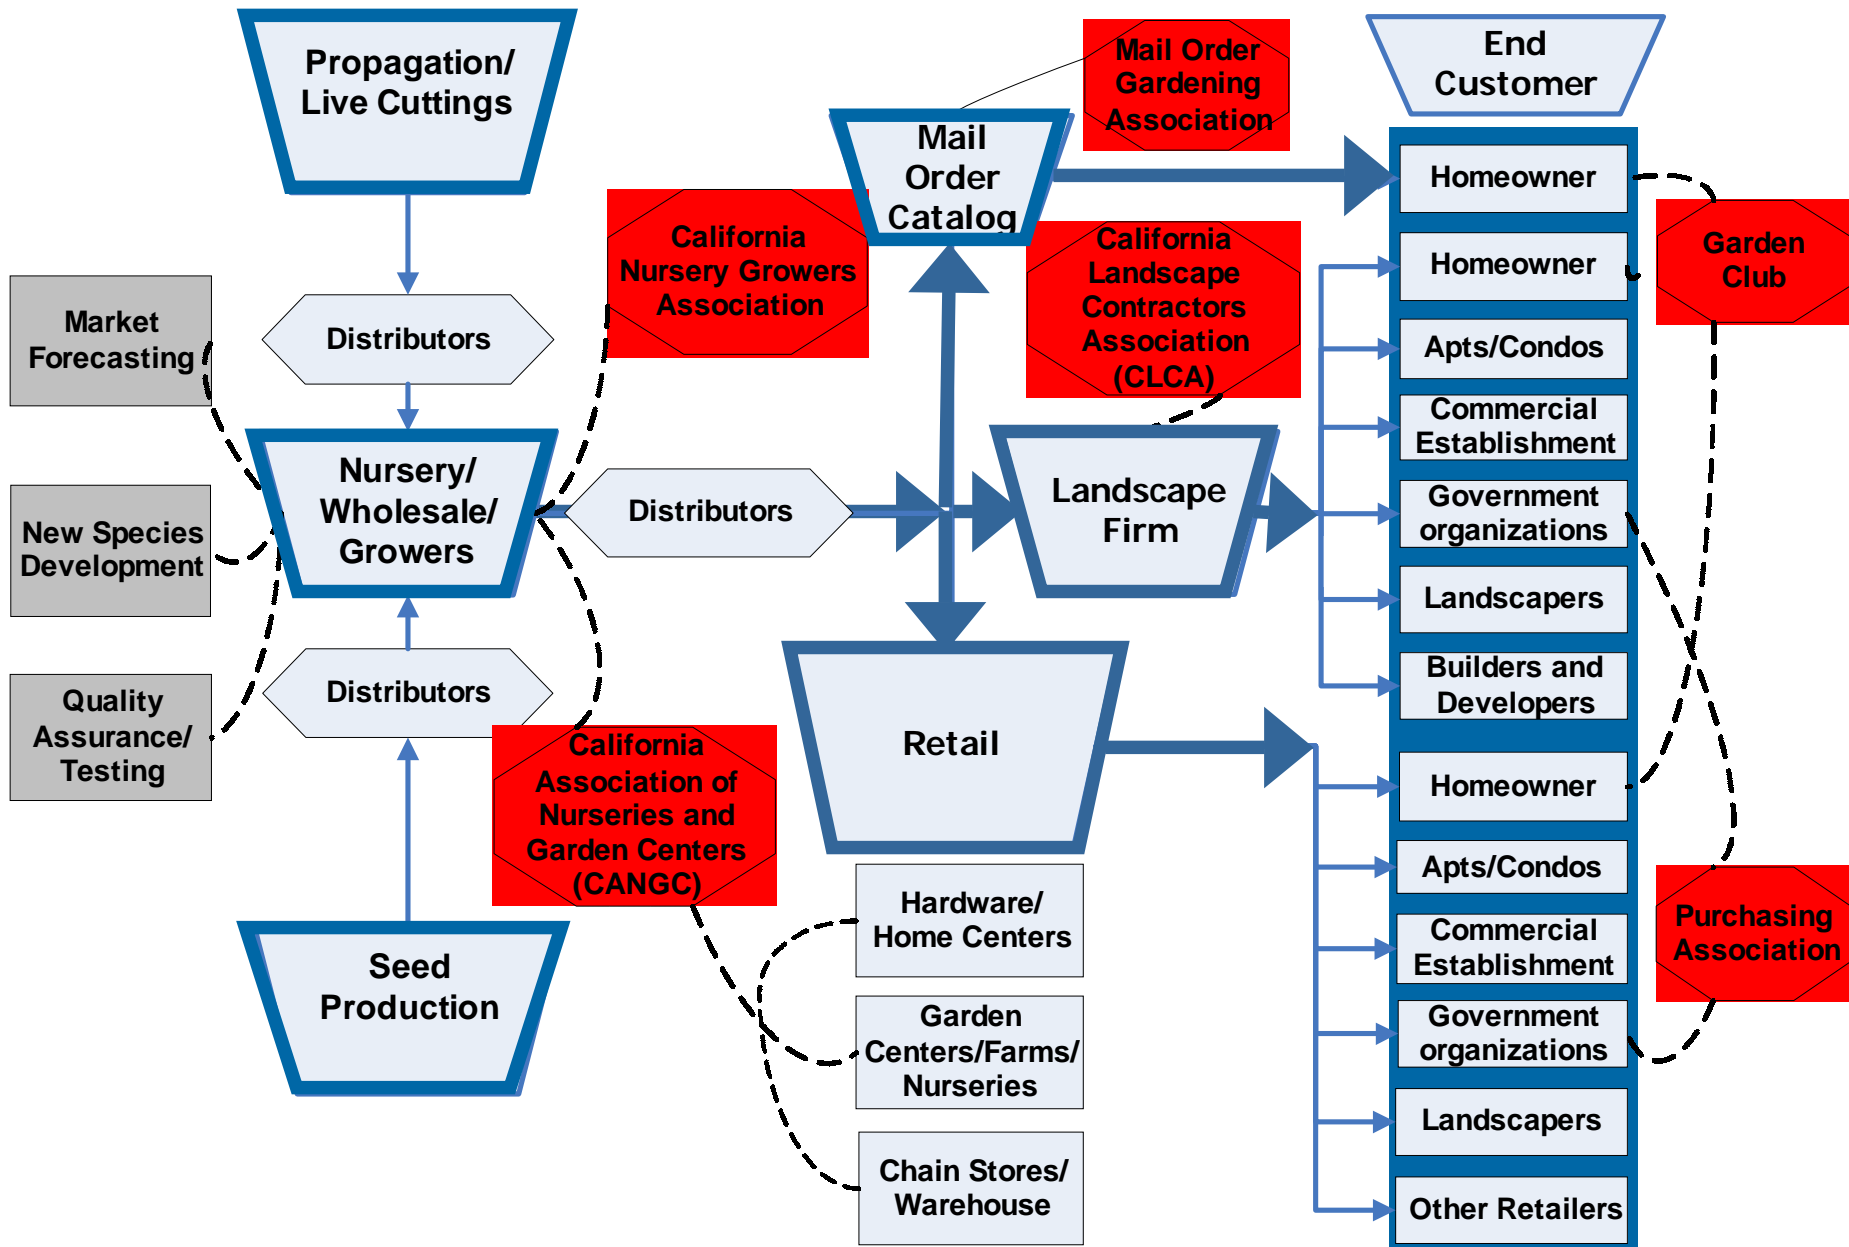 Propagation/
Live Cuttings
Mail Order
Gardening
Association
End
Customer
Mail
Order
Catalog
Homeowner
California
Nursery Growers
Association
California
Landscape
Contractors
Association
(CLCA)
Garden
Club
Homeowner
Market
Forecasting
Distributors
Apts/Condos
Commercial
Establishment
Nursery/
Wholesale/
Growers
Distributors
Landscape
Firm
Government
organizations
New Species
Development
Landscapers
Distributors
Builders and
Developers
Quality
Assurance/
Testing
California
Association of
Nurseries and
Garden Centers
(CANGC)
Retail
Homeowner
Apts/Condos
Hardware/
Home Centers
Commercial
Establishment
Purchasing
Association
Seed
Production
Garden
Centers/Farms/
Nurseries
Government
organizations
Landscapers
Chain Stores/
Warehouse
Other Retailers